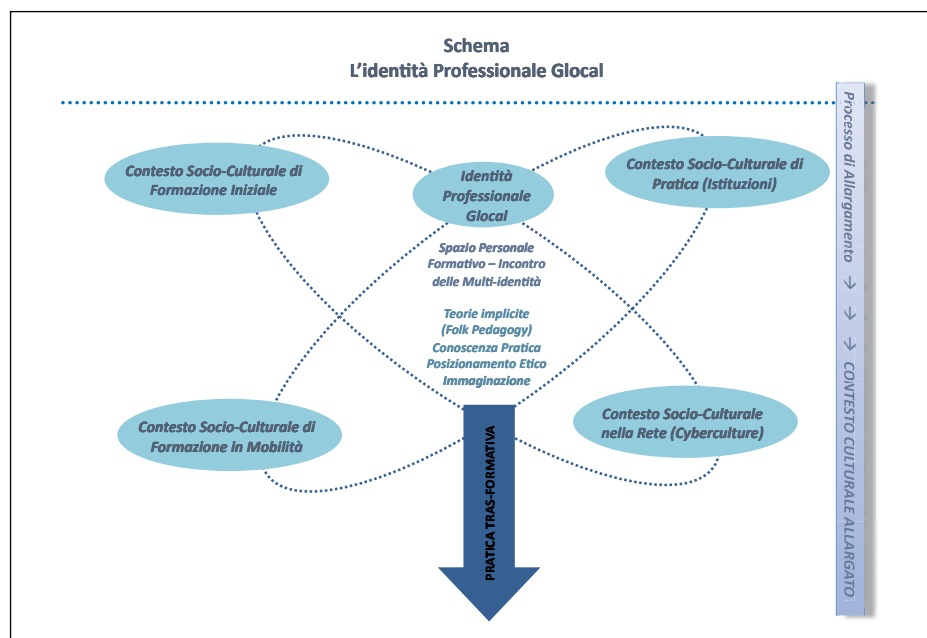 Schema
L'identità Professionale Glocal
Contesto Socio-Culturale di
Formazione Iniziale
Identità
Professionale
Glocal
Contesto Socio-Culturale di
Pratica (Istituzioni)
Spazio Personale
Formativo – Incontro
delle Multi-identità
Teorie implicite
(Folk Pedagogy)
Conoscenza Pratica
Posizionamento Etico
Immaginazione
Contesto Socio-Culturale di
Formazione in Mobilità
Contesto Socio-Culturale
nella Rete (Cyberculture)
PRATICA TRAS-FORMATIVA
Processo di Allargamento → → → CONTESTO CULTURALE ALLARGATO